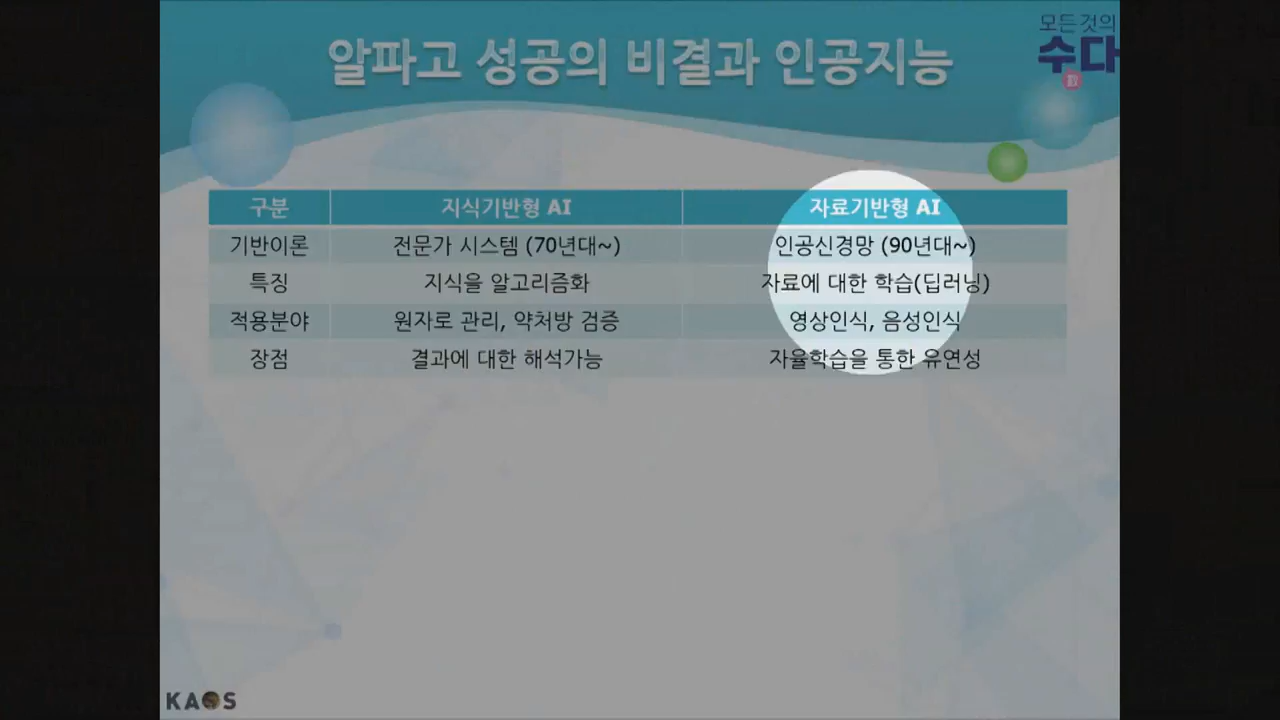 모든것의
수다
알파고 성공의 비결과 인공지능
구분 지식기반형 AI 자료기반형 AI
기반이론 전문가 시스템 (70년대~) 인공신경망 (90년대~)
특징 지식을 알고리즘화 자료에 대한 학습(딥러닝)
적용분야 원자로 관리, 약처방 검증 영상인식, 음성인식
장점 결과에 대한 해석가능 자율학습을 통한 유연성
KAOS